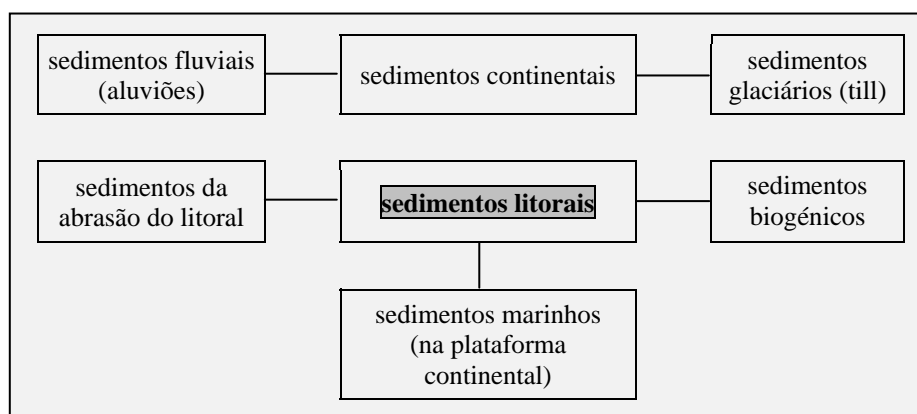 sedimentos fluviais
(aluviões)
sedimentos continentais
sedimentos
glaciários (till)
sedimentos da
abrasão do litoral
sedimentos litorais
sedimentos
biogénicos
sedimentos marinhos
(na plataforma
continental)